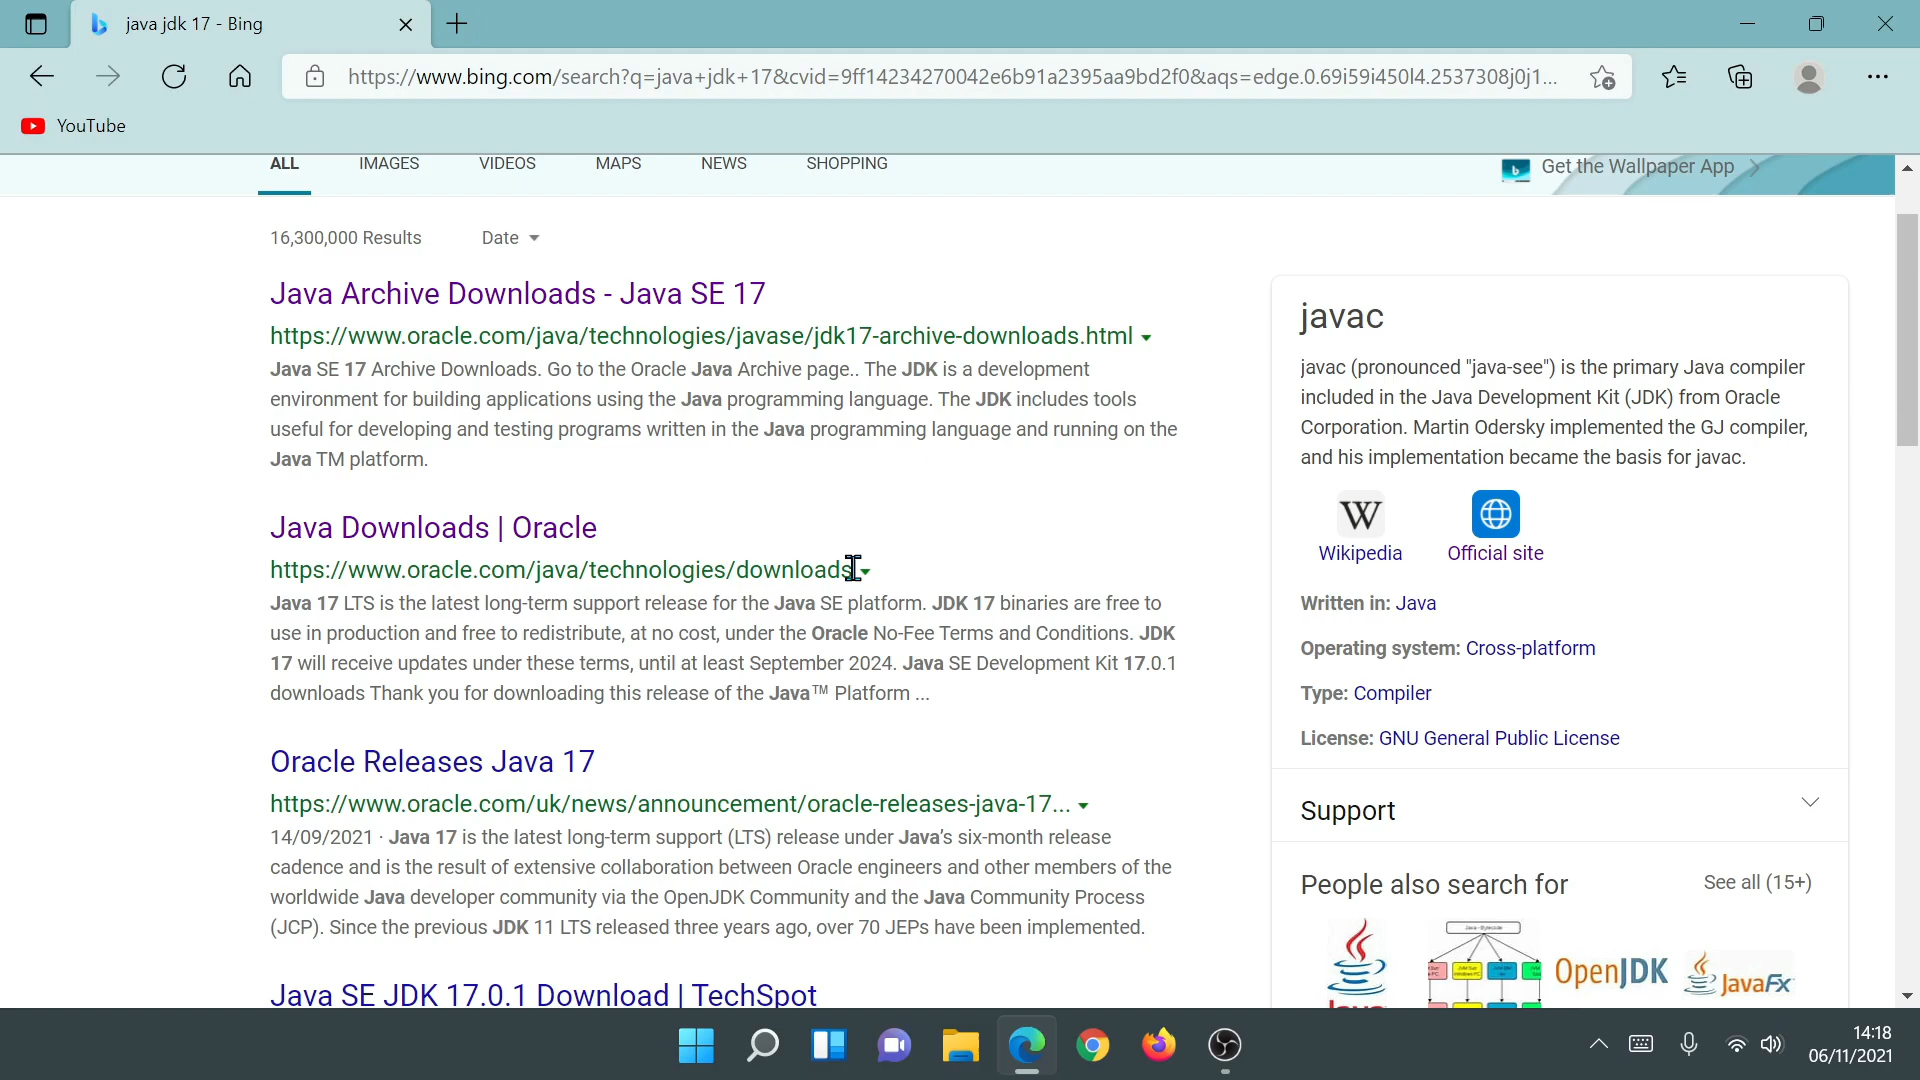 java jdk 17 - Bing
https://www.bing.com/search?q=java+jdk+17&cvid=9ff14234270042e6b91a2395aa9bd2f0&aqs=edge.0.69i59i450l4.2537308j0j1...
YouTube
ALL IMAGES VIDEOS MAPS NEWS SHOPPING
Get the Wallpaper App
16,300,000 Results Date
Java Archive Downloads - Java SE 17
https://www.oracle.com/java/technologies/javase/jdk17-archive-downloads.html
Java SE 17 Archive Downloads. Go to the Oracle Java Archive page.. The JDK is a development
environment for building applications using the Java programming language. The JDK includes tools
useful for developing and testing programs written in the Java programming language and running on the
Java TM platform.
Java Downloads | Oracle
https://www.oracle.com/java/technologies/downloads
Java 17 LTS is the latest long-term support release for the Java SE platform. JDK 17 binaries are free to
use in production and free to redistribute, at no cost, under the Oracle No-Fee Terms and Conditions. JDK
17 will receive updates under these terms, until at least September 2024. Java SE Development Kit 17.0.1
downloads Thank you for downloading this release of the Java™ Platform ...
Oracle Releases Java 17
https://www.oracle.com/uk/news/announcement/oracle-releases-java-17...
14/09/2021 · Java 17 is the latest long-term support (LTS) release under Java's six-month release
cadence and is the result of extensive collaboration between Oracle engineers and other members of the
worldwide Java developer community via the OpenJDK Community and the Java Community Process
(JCP). Since the previous JDK 11 LTS released three years ago, over 70 JEPs have been implemented.
Java SE JDK 17.0.1 Download | TechSpot
javac
javac (pronounced "java-see") is the primary Java compiler
included in the Java Development Kit (JDK) from Oracle
Corporation. Martin Odersky implemented the GJ compiler,
and his implementation became the basis for javac.
W
Wikipedia Official site
Written in: Java
Operating system: Cross-platform
Type: Compiler
License: GNU General Public License
Support
People also search for See all (15+)
OpenJDK JavaFx
14:18
06/11/2021